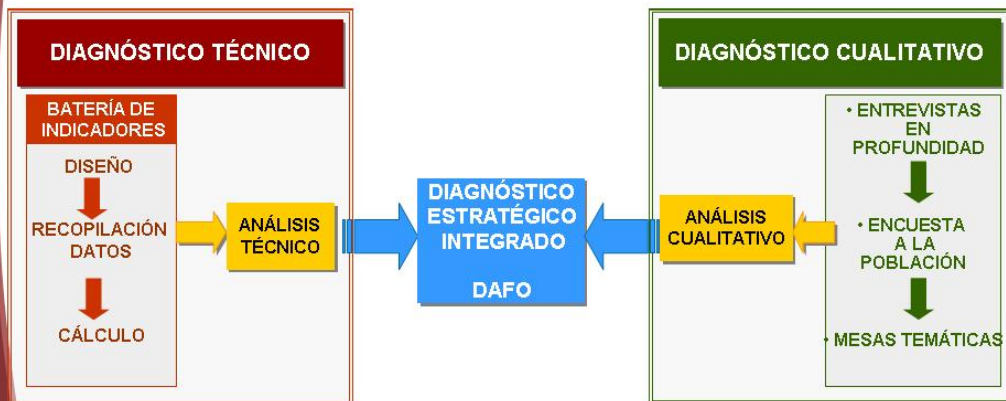 DIAGNÓSTICO TÉCNICO
BATERÍA DE
INDICADORES
DISEÑO
RECOPILACIÓN
DATOS
CÁLCULO
ANÁLISIS
TÉCNICO
DIAGNÓSTICO
ESTRATÉGICO
INTEGRADO
DAFO
DIAGNÓSTICO CUALITATIVO
ANÁLISIS
CUALITATIVO
• ENTREVISTAS
EN
PROFUNDIDAD
• ENCUESTA
A LA
POBLACIÓN
• MESAS TEMÁTICAS